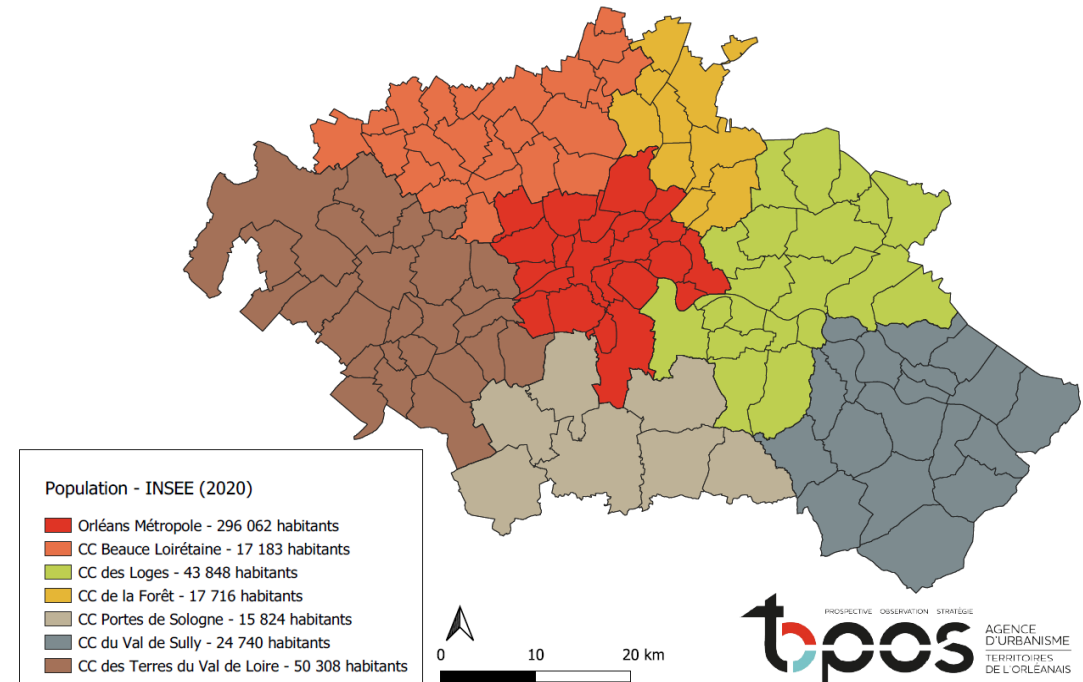 Population - INSEE (2020)
Orléans Métropole - 296 062 habitants
CC Beauce Loirétaine - 17 183 habitants
CC des Loges - 43 848 habitants
CC de la Forêt - 17 716 habitants
CC Portes de Sologne - 15 824 habitants
CC du Val de Sully - 24 740 habitants
CC des Terres du Val de Loire - 50 308 habitants
0 10 20 km
PROSPECTIVE OBSERVATION STRATÉGIE
topos
AGENCE
D'URBANISME
TERRITOIRES
DE L'ORLÉANAIS